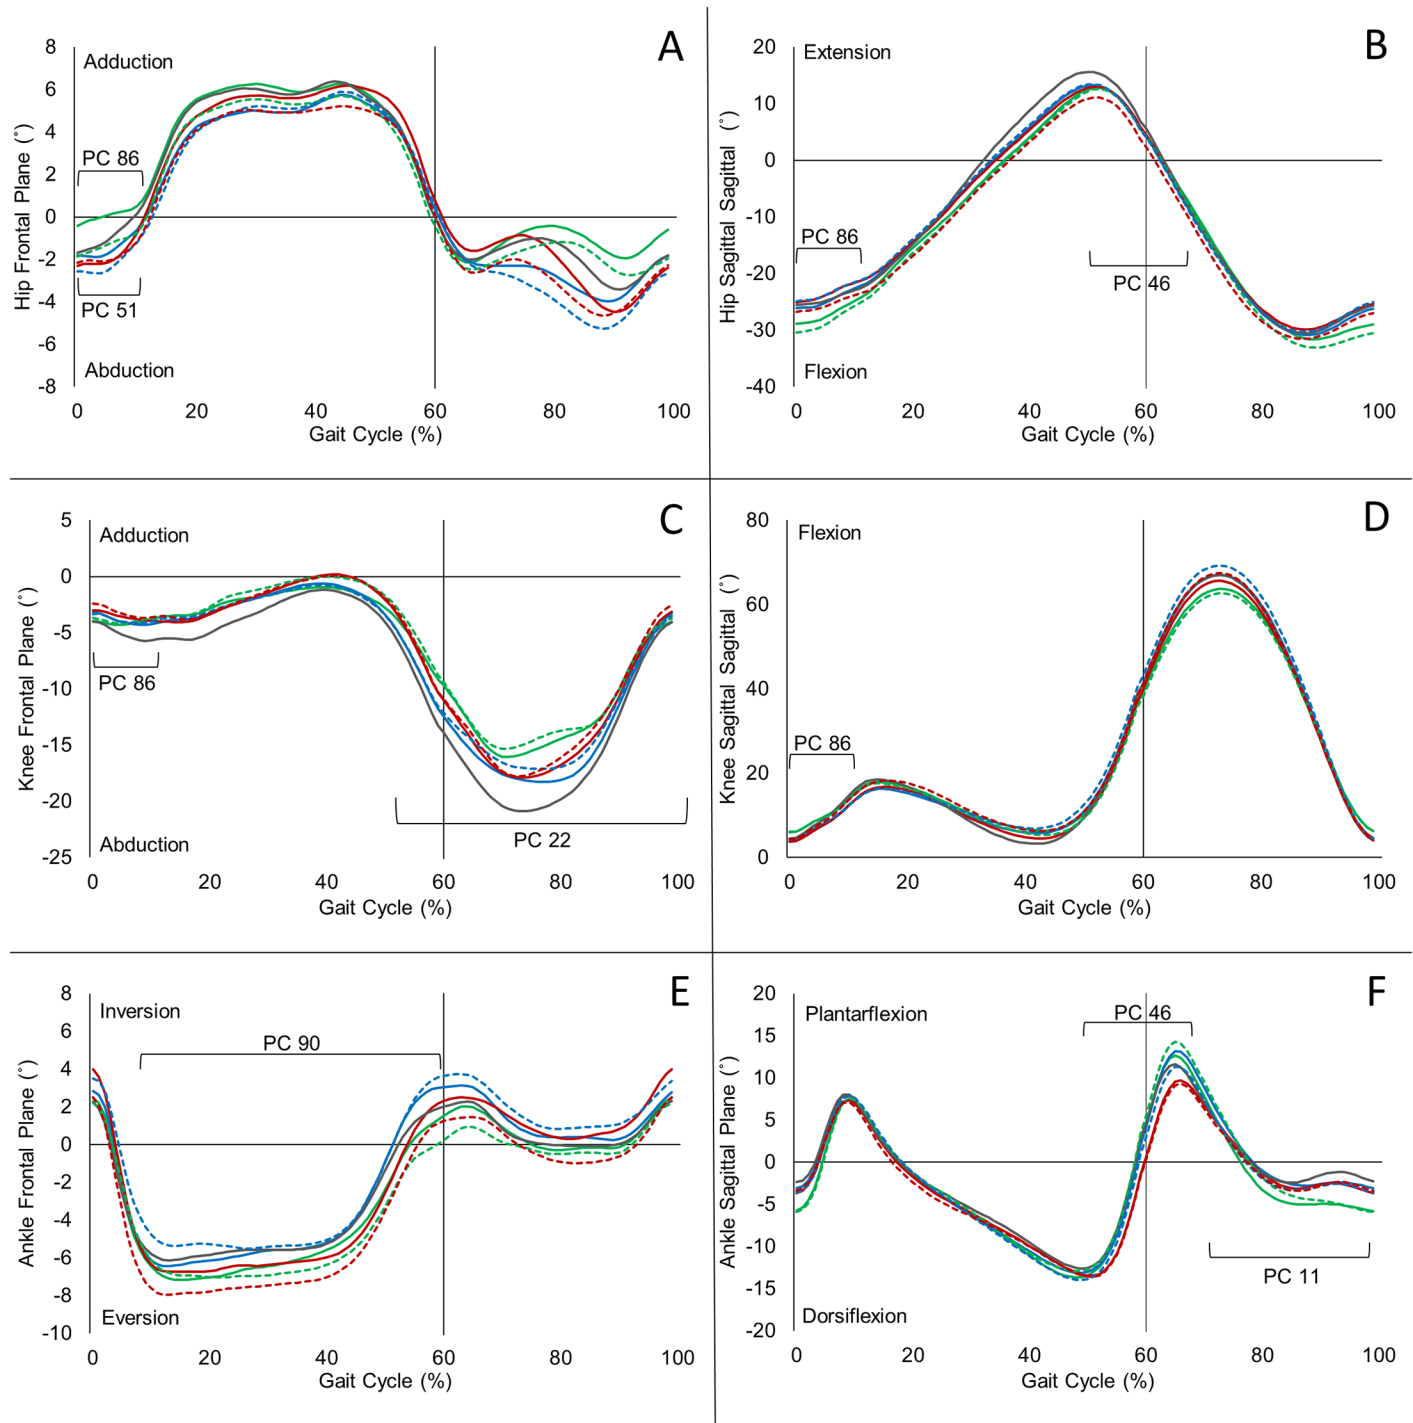 A
8
6
4
2
0
-2
-4
-6
-8
Adduction
PC 86
PC 51
Abduction
Hip Frontal Plane (˚)
0 20 40 60 80 100
Gait Cycle (%)
B
20
10
0
-10
-20
-30
-40
Extension
PC 86
PC 46
Flexion
Hip Sagittal Sagittal (˚)
0 20 40 60 80 100
Gait Cycle (%)
C
5
0
-5
-10
-15
-20
-25
Adduction
PC 86
PC 22
Abduction
Knee Frontal Plane (˚)
0 20 40 60 80 100
Gait Cycle (%)
D
80
60
40
20
0
Flexion
PC 86
Knee Sagittal Sagittal (˚)
0 20 40 60 80 100
Gait Cycle (%)
E
8
6
4
2
0
-2
-4
-6
-8
-10
Inversion
PC 90
Eversion
Ankle Frontal Plane (˚)
0 20 40 60 80 100
Gait Cycle (%)
F
20
15
10
5
0
-5
-10
-15
-20
Plantarflexion
PC 46
PC 11
Dorsiflexion
Ankle Sagittal Plane (˚)
0 20 40 60 80 100
Gait Cycle (%)